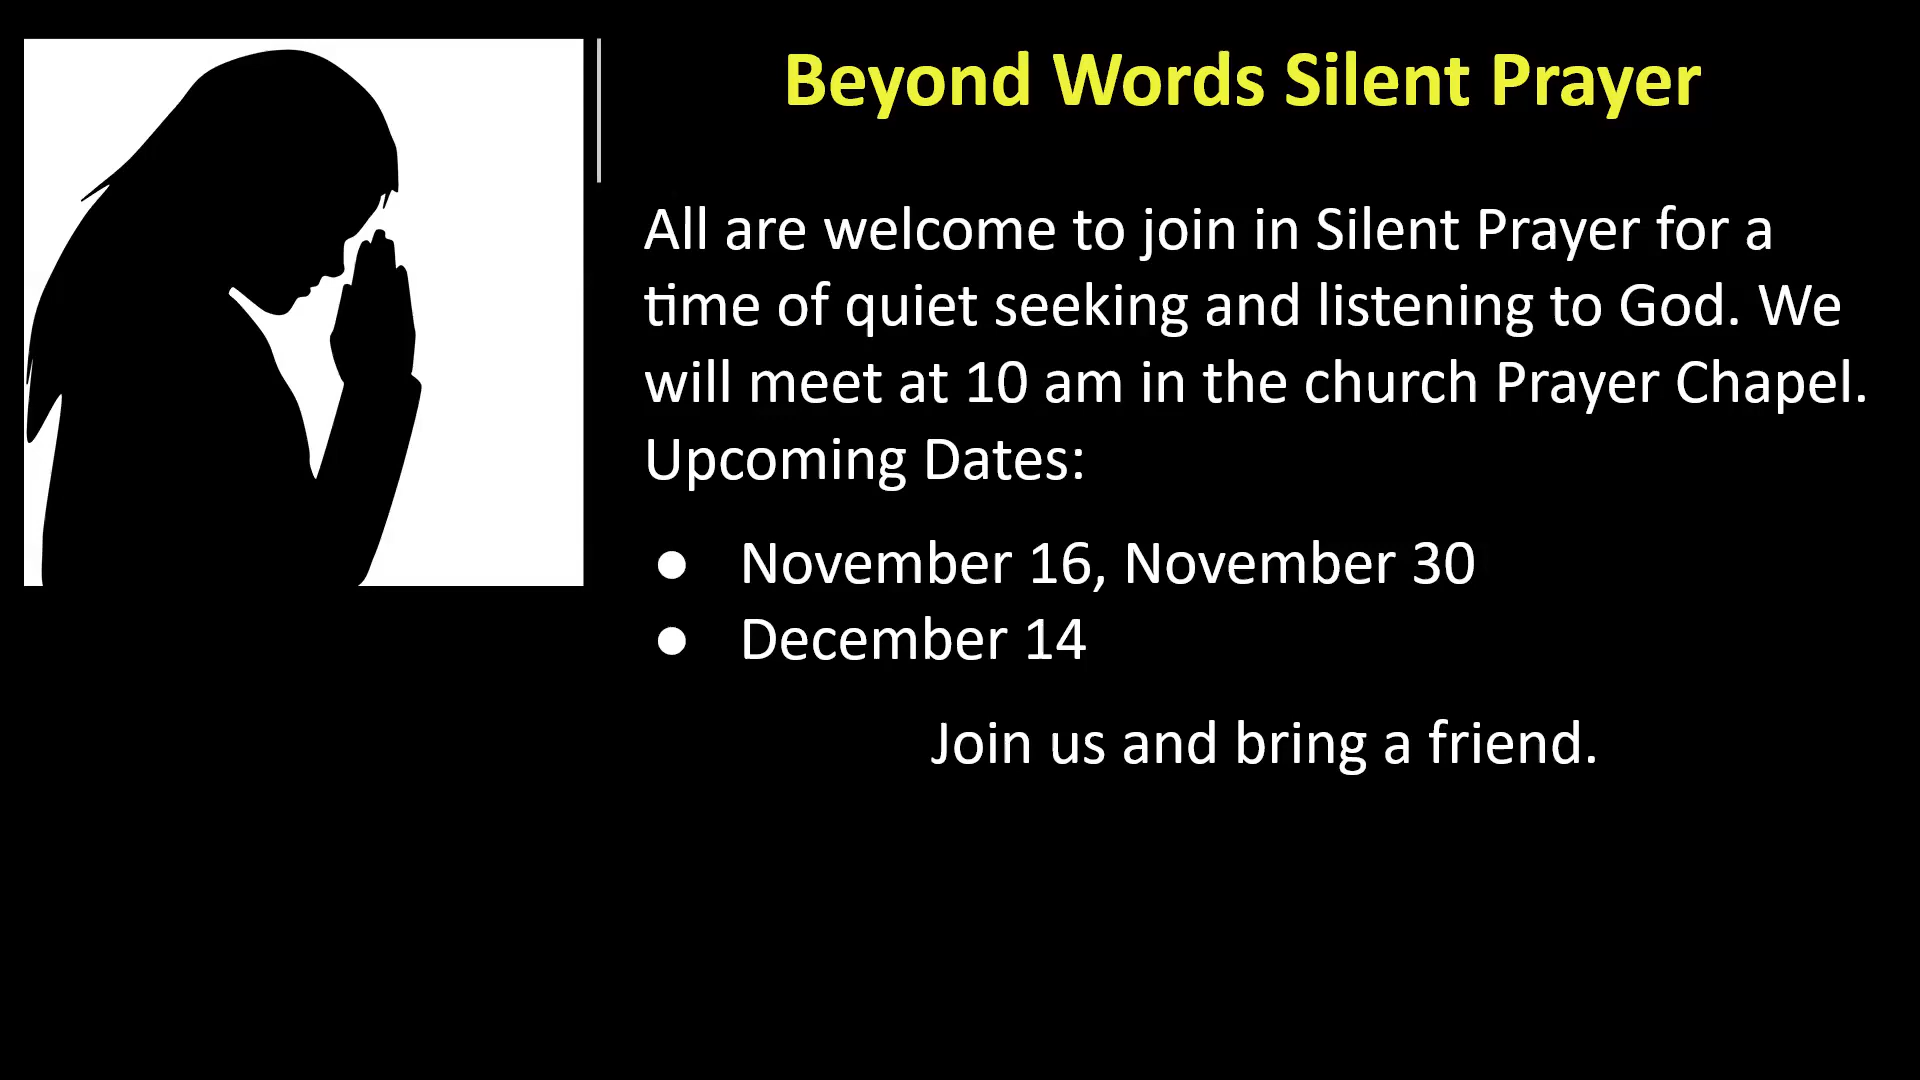 Beyond Words Silent Prayer
All are welcome to join in Silent Prayer for a
time of quiet seeking and listening to God. We
will meet at 10 am in the church Prayer Chapel.
Upcoming Dates:
● November 16, November 30
● December 14
Join us and bring a friend.